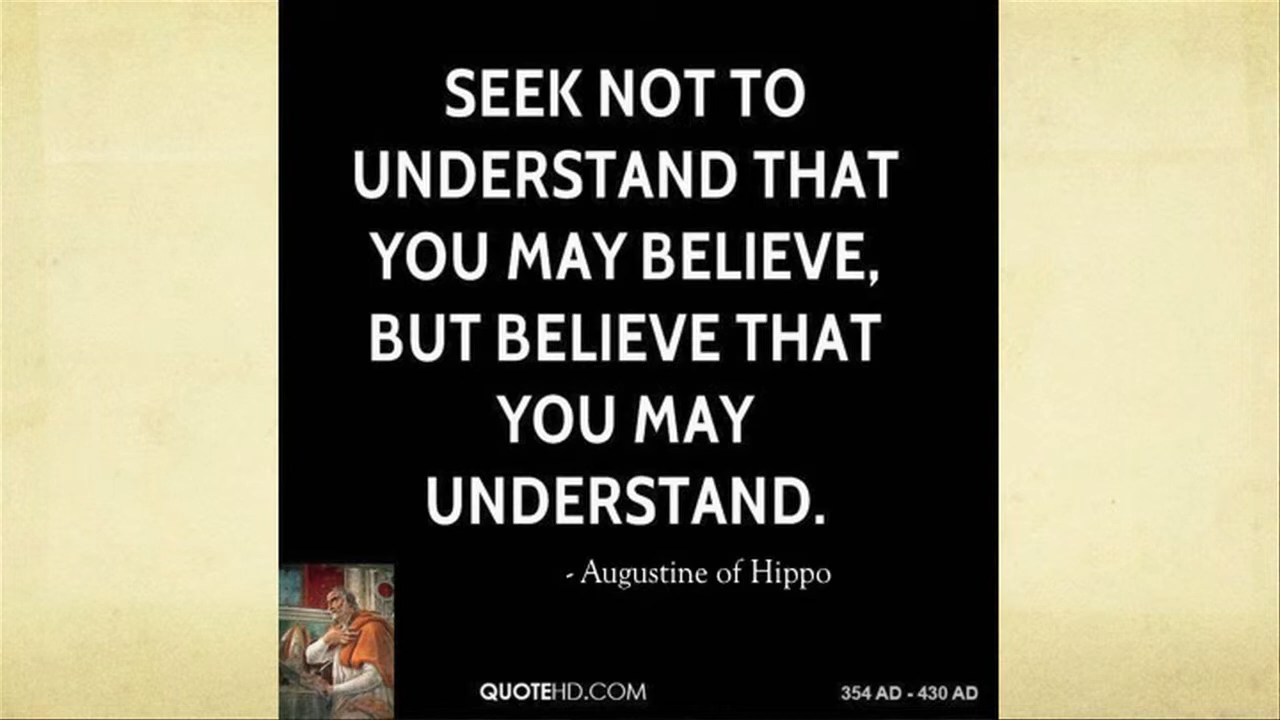 SEEK NOT TO
UNDERSTAND THAT
YOU MAY BELIEVE,
BUT BELIEVE THAT
YOU MAY
UNDERSTAND.
- Augustine of Hippo
QUOTEHD.COM
354 AD - 430 AD